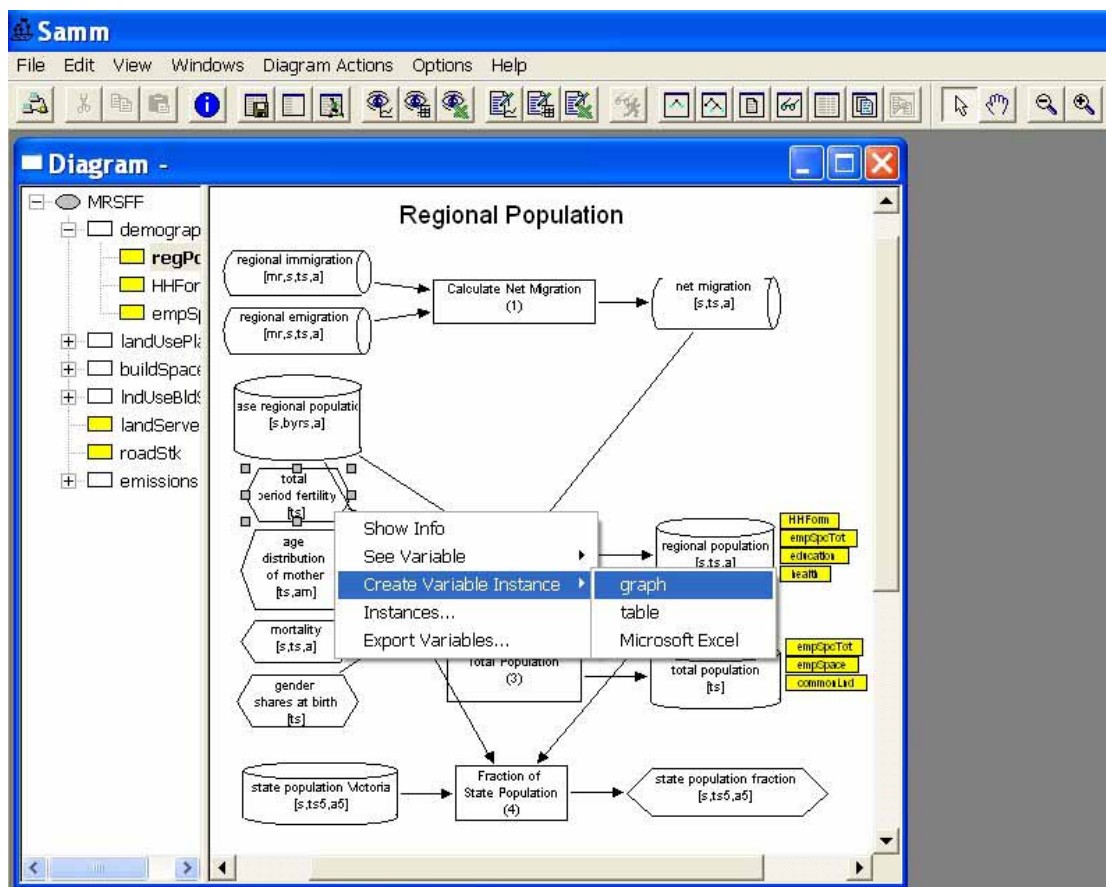 Samm
File Edit View Windows Diagram Actions Options Help
Diagram -
MRSFF
demograp
regPo
HHFor
empSp
landUsePla
buildSpace
lndUseBldS
landServe
roadStk
emissions
Regional Population
regional immigration
[mr,s,ts,a]
Calculate Net Migration
(1)
net migration
[s,ts,a]
regional emigration
[mr,s,ts,a]
ase regional populatio
[s,byrs,a]
total
period fertility
[ts]
age
distribution
of mother
[ts,am]
mortality
[s,ts,a]
gender
shares at birth
[ts]
Show Info
See Variable
Create Variable Instance
Instances...
Export Variables...
graph
table
Microsoft Excel
regional population
[s,ts,a]
HHForm
empSpcTot
education
health
Total Population
(3)
total population
[ts]
empSpcTot
empSpace
commonLnd
state population Victoria
[s,ts5,a5]
Fraction of
State Population
(4)
state population fraction
[s,ts5,a5]